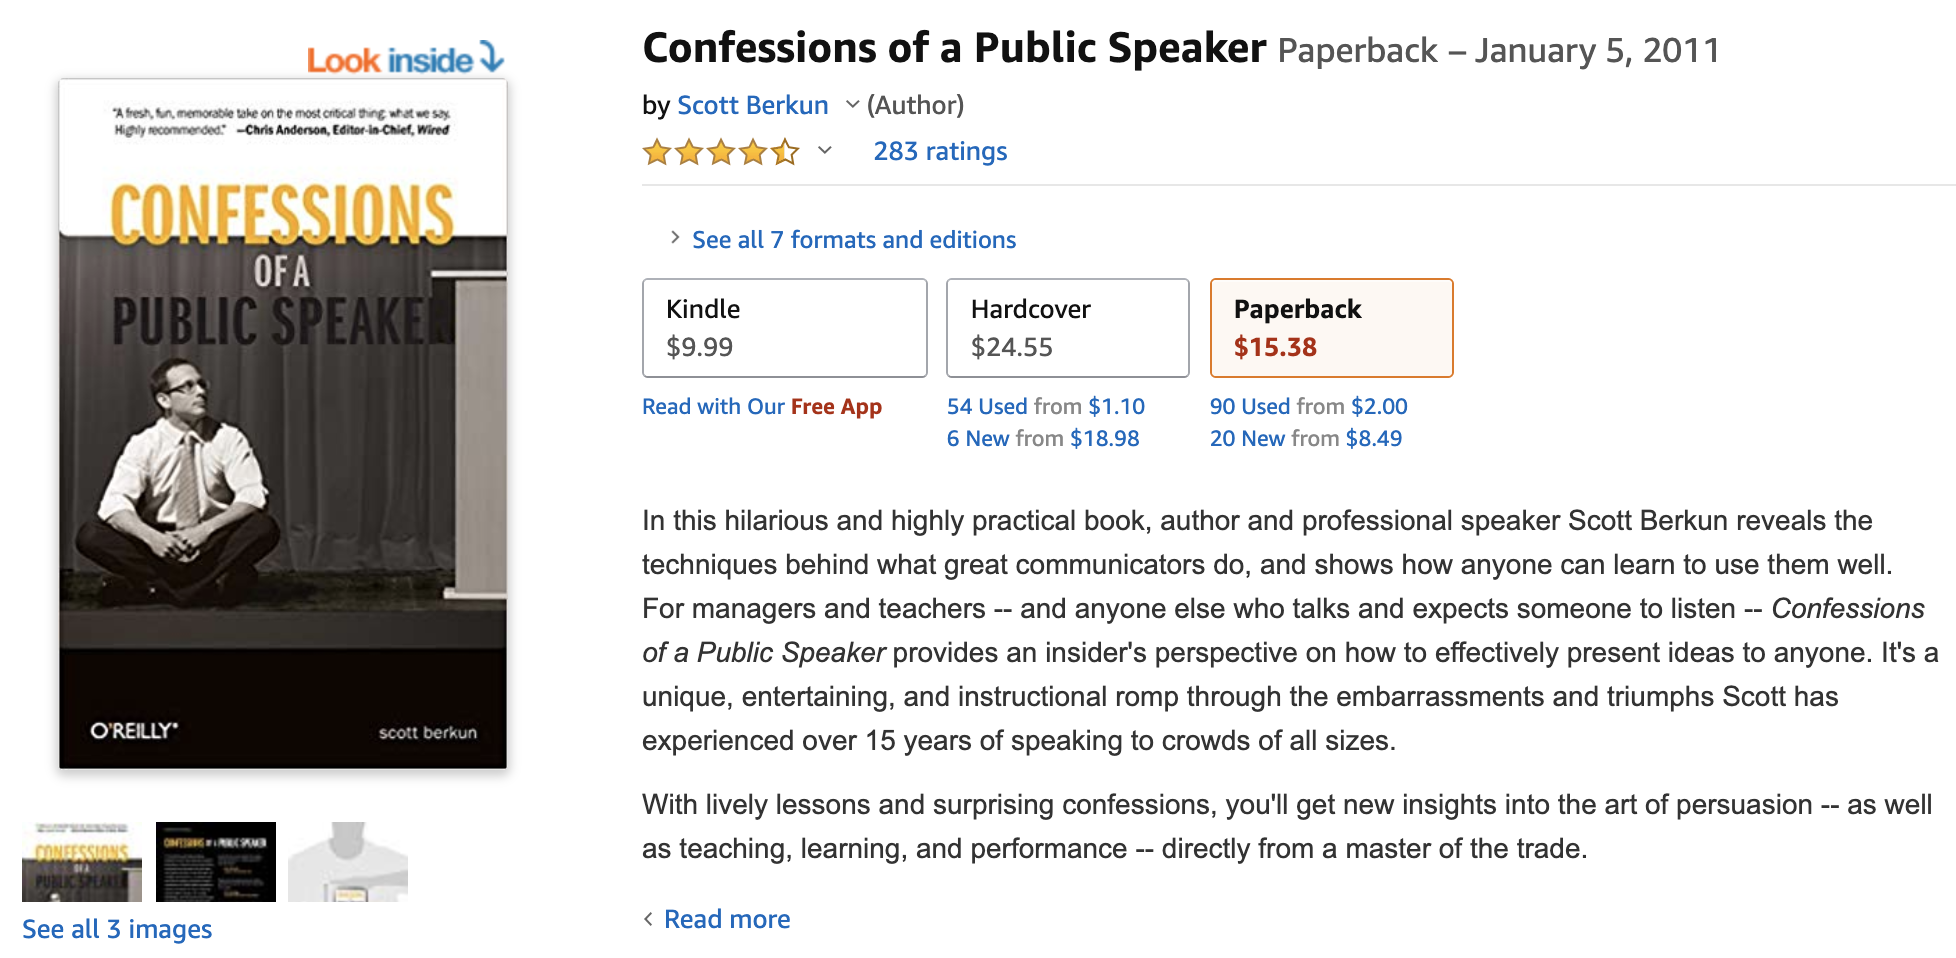 Look inside
"A fresh, fun, memorable take on the most critical thing: what we say.
Highly recommended." —Chris Anderson, Editor-in-Chief, Wired
CONFESSIONS
OF A
PUBLIC SPEAKER
O'REILLY®
scott berkun
CONFESSIONS
OF A
PUBLIC SPEAKER
CONFESSIONS OF A PUBLIC SPEAKER
See all 3 images
Confessions of a Public Speaker Paperback – January 5, 2011
by Scott Berkun (Author)
283 ratings
See all 7 formats and editions
Kindle
$9.99
Hardcover
$24.55
Paperback
$15.38
Read with Our Free App
54 Used from $1.10
6 New from $18.98
90 Used from $2.00
20 New from $8.49
In this hilarious and highly practical book, author and professional speaker Scott Berkun reveals the
techniques behind what great communicators do, and shows how anyone can learn to use them well.
For managers and teachers -- and anyone else who talks and expects someone to listen -- Confessions
of a Public Speaker provides an insider's perspective on how to effectively present ideas to anyone. It's a
unique, entertaining, and instructional romp through the embarrassments and triumphs Scott has
experienced over 15 years of speaking to crowds of all sizes.
With lively lessons and surprising confessions, you'll get new insights into the art of persuasion -- as well
as teaching, learning, and performance -- directly from a master of the trade.
Read more